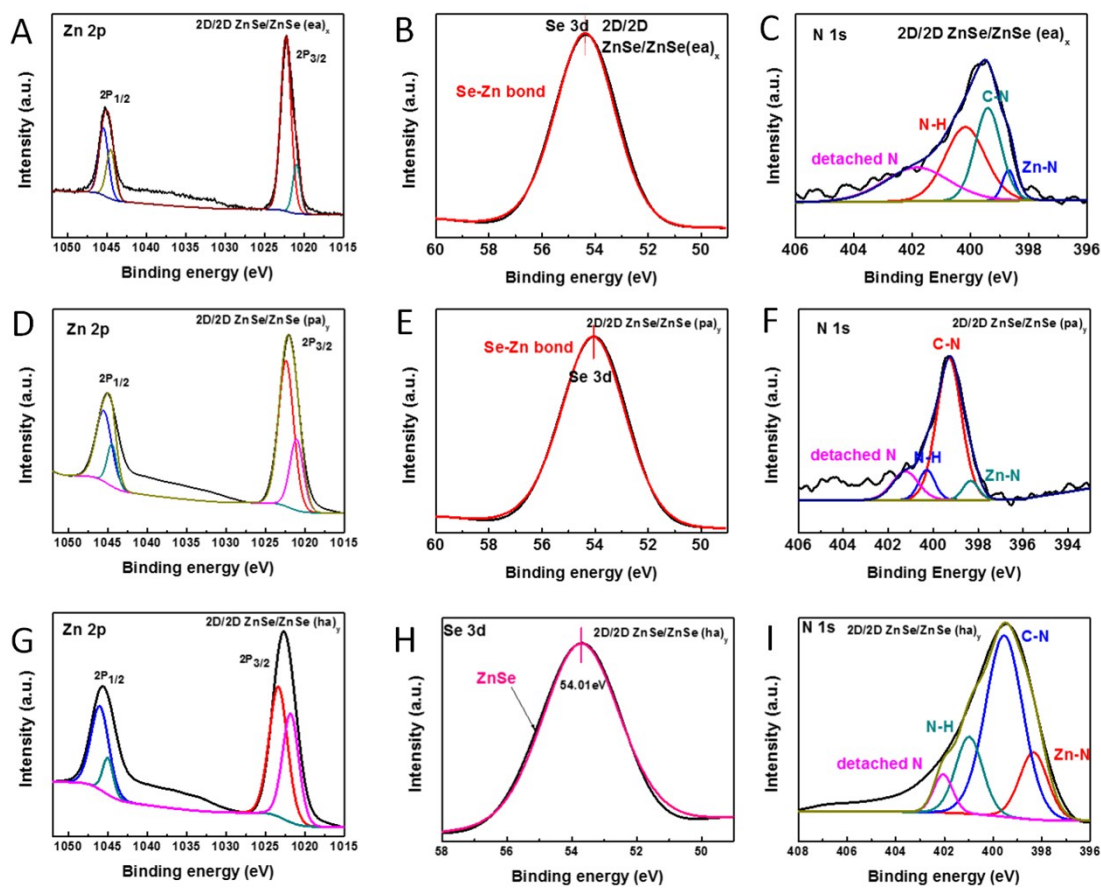 A
Zn 2p
2D/2D ZnSe/ZnSe (ea)x
2P3/2
2P1/2
Intensity (a.u.)
1050 1045 1040 1035 1030 1025 1020 1015
Binding energy (eV)
B
Se 3d
2D/2D
ZnSe/ZnSe(ea)x
Se-Zn bond
Intensity (a.u.)
60 58 56 54 52 50
Binding energy (eV)
C
N 1s
2D/2D ZnSe/ZnSe (ea)x
C-N
N-H
detached N
Zn-N
Intensity (a.u.)
406 404 402 400 398 396
Binding Energy (eV)
D
Zn 2p
2D/2D ZnSe/ZnSe (pa)y
2P3/2
2P1/2
Intensity (a.u.)
1050 1045 1040 1035 1030 1025 1020 1015
Binding energy (eV)
E
2D/2D ZnSe/ZnSe (pa)y
Se-Zn bond
Se 3d
Intensity (a.u.)
60 58 56 54 52 50
Binding energy (eV)
F
N 1s
2D/2D ZnSe/ZnSe (pa)y
C-N
detached N
N-H
Zn-N
Intensity (a.u.)
406 404 402 400 398 396 394
Binding Energy (eV)
G
Zn 2p
2D/2D ZnSe/ZnSe (ha)y
2P3/2
2P1/2
Intensity (a.u.)
1050 1045 1040 1035 1030 1025 1020 1015
Binding energy (eV)
H
Se 3d
2D/2D ZnSe/ZnSe (ha)y
ZnSe
54.01eV
Intensity (a.u.)
58 56 54 52 50
Binding energy (eV)
I
N 1s
2D/2D ZnSe/ZnSe (ha)y
C-N
N-H
detached N
Zn-N
Intensity (a.u.)
408 406 404 402 400 398 396
Binding energy (eV)